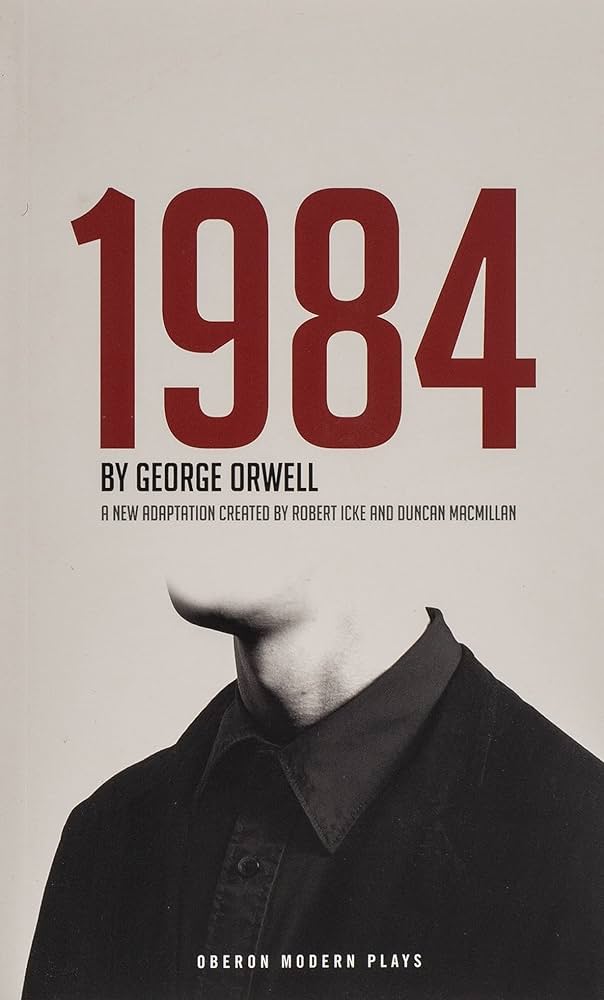 1984
BY GEORGE ORWELL
A NEW ADAPTATION CREATED BY ROBERT ICKE AND DUNCAN MACMILLAN
OBERON MODERN PLAYS